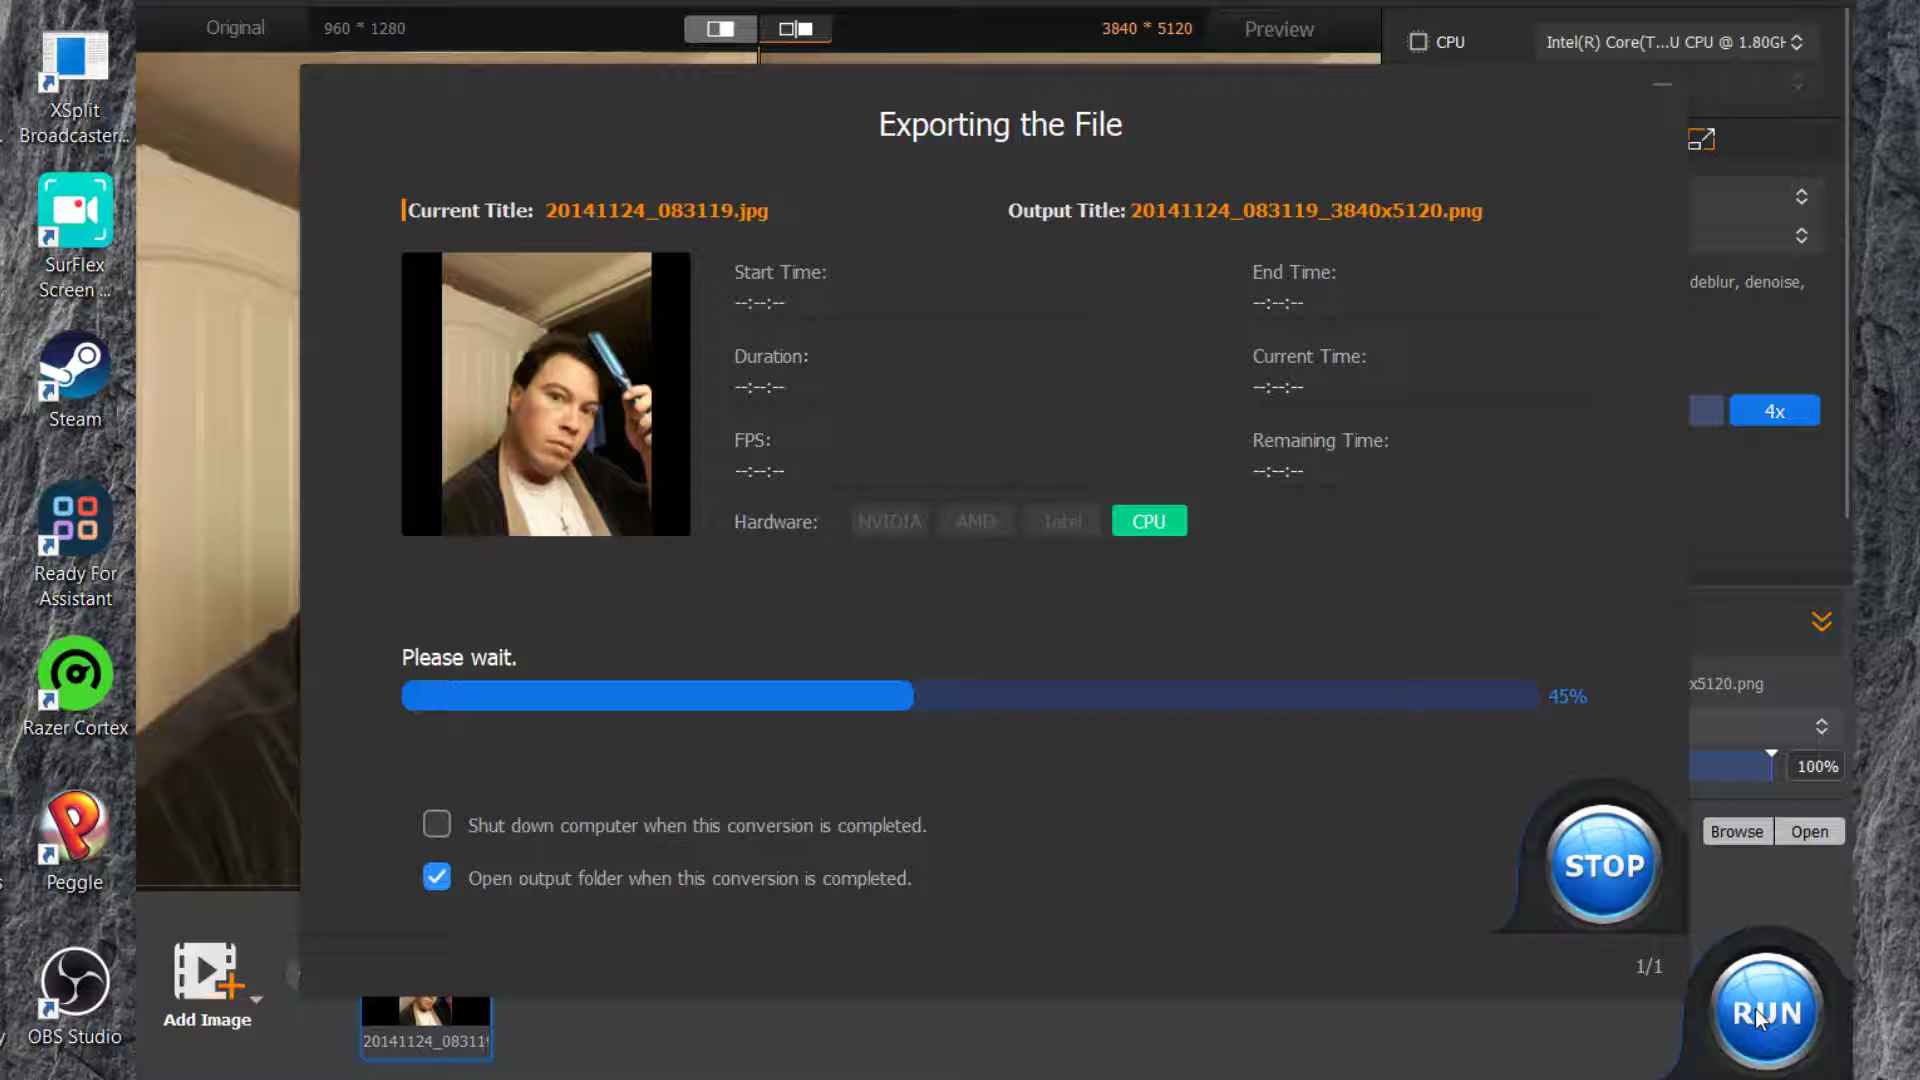 Original
960 * 1280
3840 * 5120
Preview
CPU
Intel(R) Core(T...U CPU @ 1.80GH
XSplit
Broadcaster...
SurFlex
Screen ...
Steam
Ready For
Assistant
Razer Cortex
Peggle
OBS Studio
Exporting the File
Current Title: 20141124_083119.jpg
Output Title: 20141124_083119_3840x5120.png
Start Time:
--:--:--
End Time:
--:--:--
Duration:
--:--:--
Current Time:
--:--:--
FPS:
--:--:--
Remaining Time:
--:--:--
Hardware: NVIDIA AMD Intel CPU
deblur, denoise,
4x
Please wait.
45%
x5120.png
100%
Shut down computer when this conversion is completed.
Open output folder when this conversion is completed.
STOP
Browse
Open
1/1
RUN
Add Image
20141124_083119